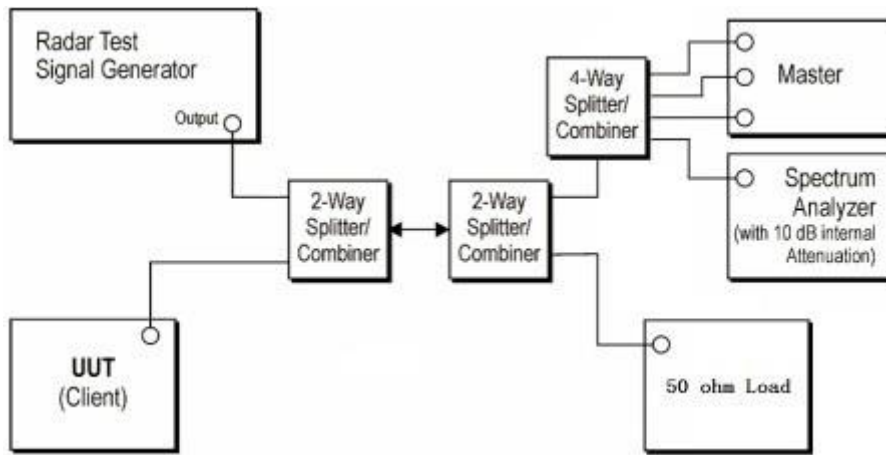 Radar Test
Signal Generator
Output
4-Way
Splitter/
Combiner
Master
2-Way
Splitter/
Combiner
2-Way
Splitter/
Combiner
Spectrum
Analyzer
(with 10 dB internal
Attenuation)
UUT
(Client)
50 ohm Load